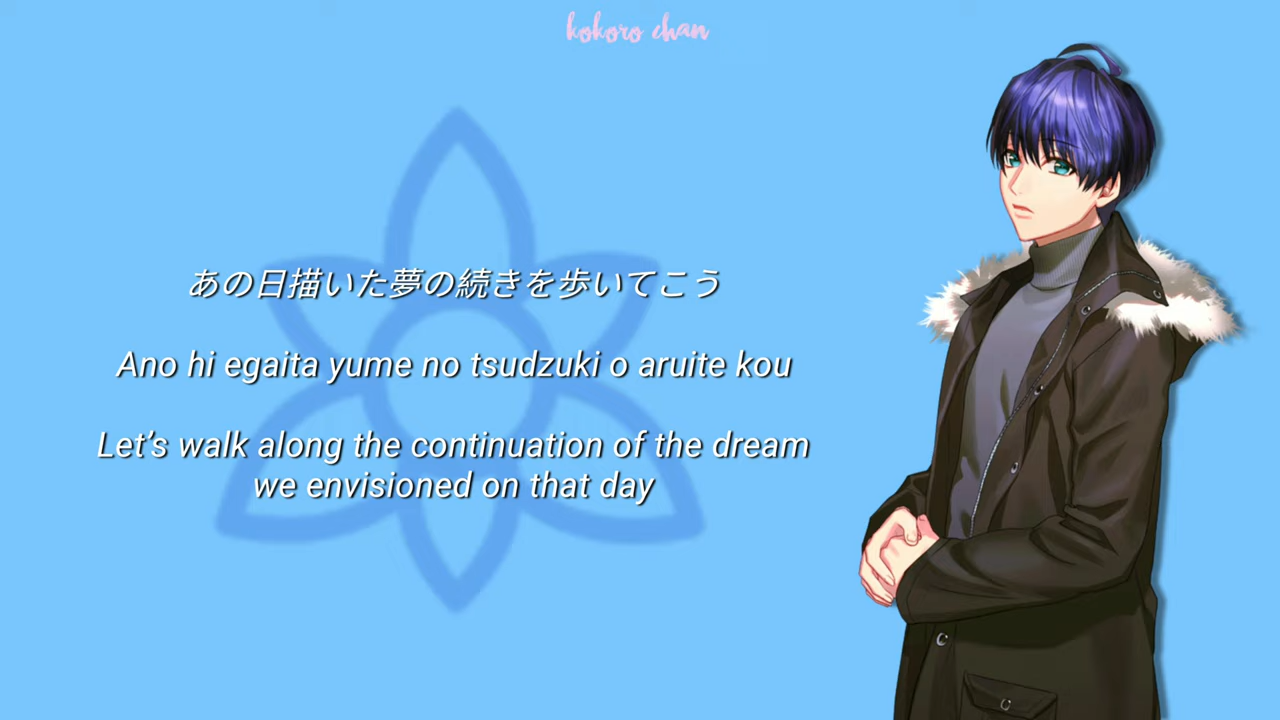 kokoro chan
あの日描いた夢の続きを歩いてこう
Ano hi egaita yume no tsudzuki o aruite kou
Let’s walk along the continuation of the dream
we envisioned on that day